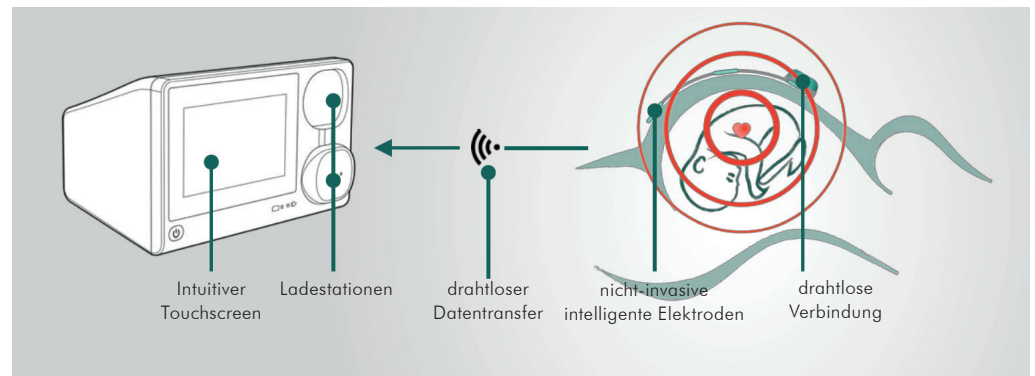 Intuitiver
Touchscreen
Ladestationen
drahtloser
Datentransfer
nicht-invasive
intelligente Elektroden
drahtlose
Verbindung